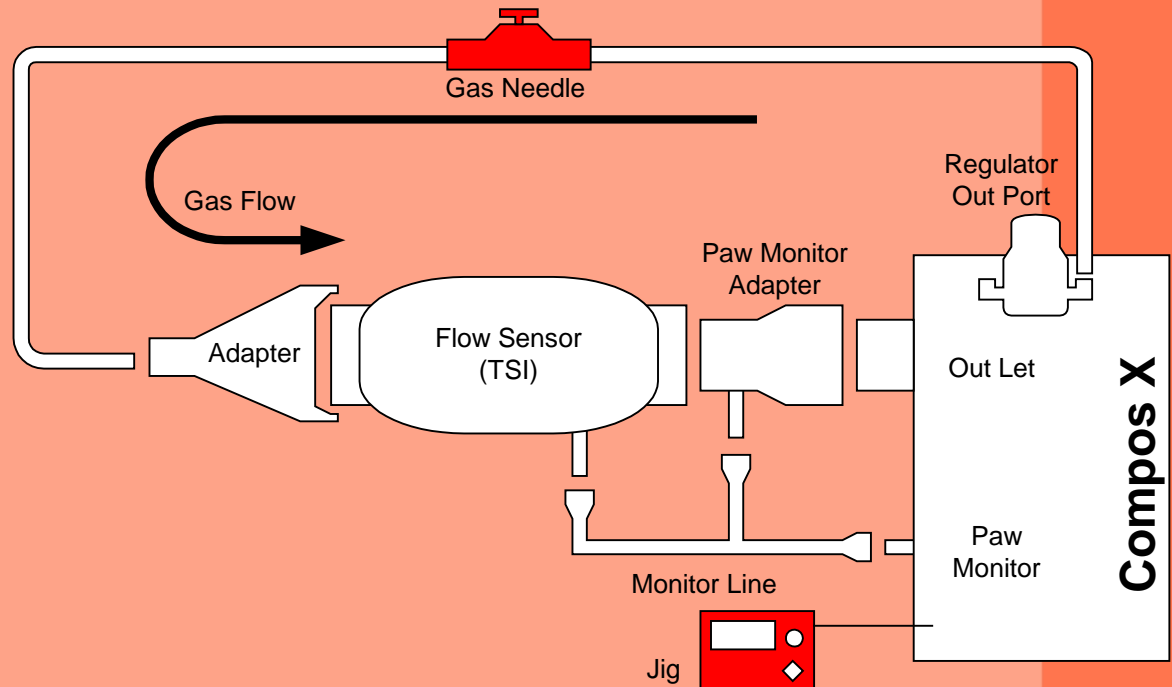 Gas Needle
Gas Flow
Regulator
Out Port
Paw Monitor
Adapter
Adapter
Flow Sensor
(TSI)
Out Let
Compos X
Paw
Monitor
Monitor Line
Jig